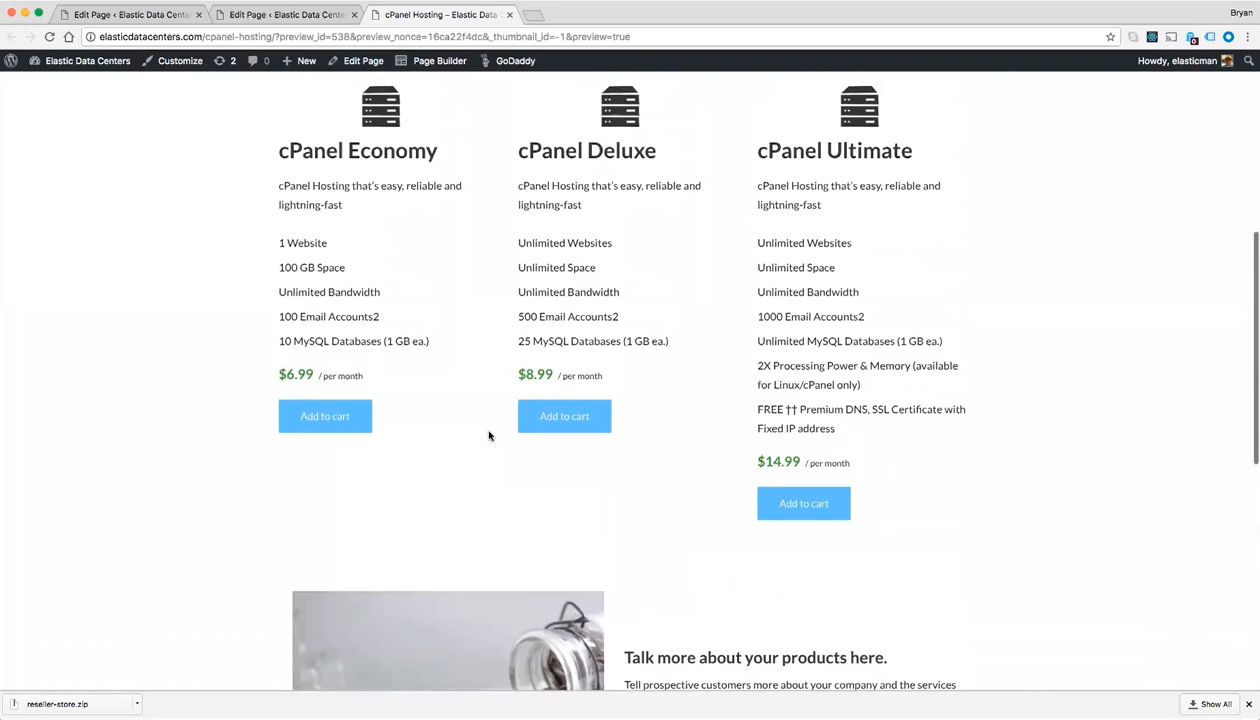 Edit Page ‹ Elastic Data Cente
Edit Page ‹ Elastic Data Cente
cPanel Hosting – Elastic Data
Bryan
elasticdatacenters.com/cpanel-hosting/?preview_id=538&preview_nonce=16ca22f4dc&_thumbnail_id=-1&preview=true
Elastic Data Centers
Customize
2
0
New
Edit Page
Page Builder
GoDaddy
Howdy, elasticman
cPanel Economy
cPanel Hosting that's easy, reliable and
lightning-fast
1 Website
100 GB Space
Unlimited Bandwidth
100 Email Accounts2
10 MySQL Databases (1 GB ea.)
$6.99 / per month
Add to cart
cPanel Deluxe
cPanel Hosting that's easy, reliable and
lightning-fast
Unlimited Websites
Unlimited Space
Unlimited Bandwidth
500 Email Accounts2
25 MySQL Databases (1 GB ea.)
$8.99 / per month
Add to cart
cPanel Ultimate
cPanel Hosting that's easy, reliable and
lightning-fast
Unlimited Websites
Unlimited Space
Unlimited Bandwidth
1000 Email Accounts2
Unlimited MySQL Databases (1 GB ea.)
2X Processing Power & Memory (available
for Linux/cPanel only)
FREE †† Premium DNS, SSL Certificate with
Fixed IP address
$14.99 / per month
Add to cart
Talk more about your products here.
Tell prospective customers more about your company and the services
reseller-store.zip
Show All